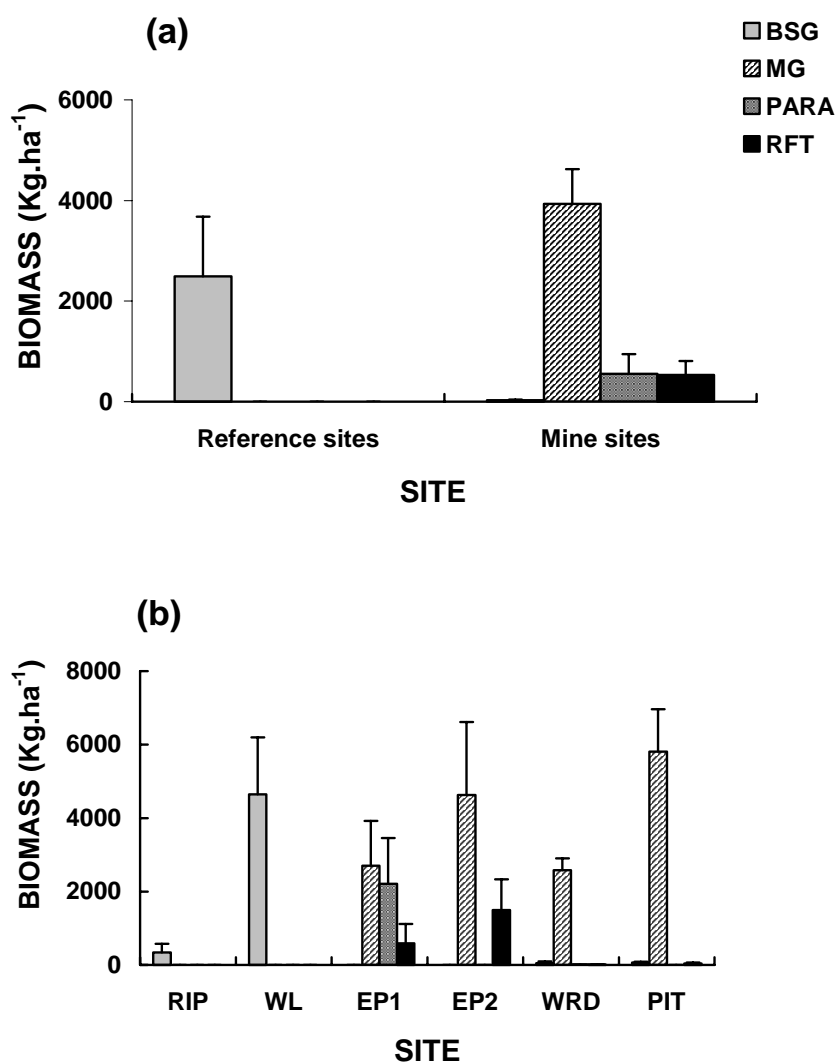 (a)
BSG
MG
PARA
RFT
6000
4000
2000
0
BIOMASS (Kg.ha⁻¹)
Reference sites Mine sites
SITE
(b)
8000
6000
4000
2000
0
BIOMASS (Kg.ha⁻¹)
RIP WL EP1 EP2 WRD PIT
SITE